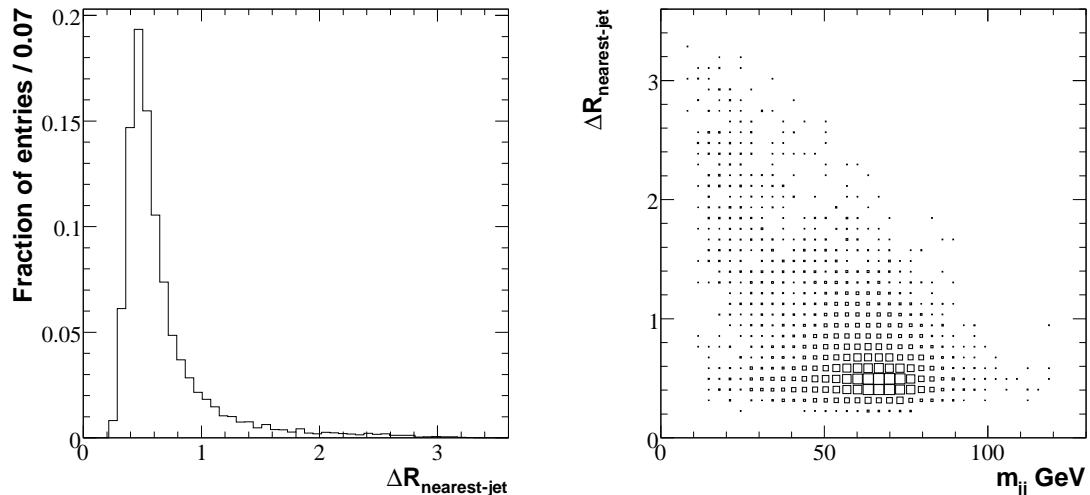 Fraction of entries / 0.07
0.2
0.15
0.1
0.05
0
0 1 2 3
ΔR_nearest-jet
ΔR_nearest-jet
3
2
1
0
0 50 100
m_jj GeV